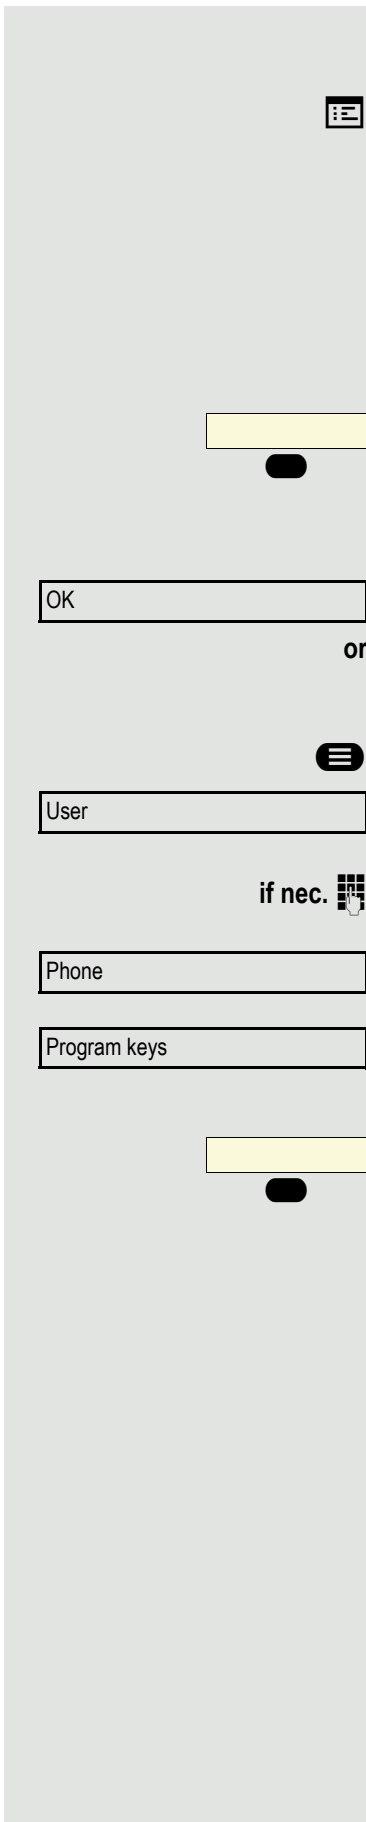 OK
or
User
if nec.
Phone
Program keys